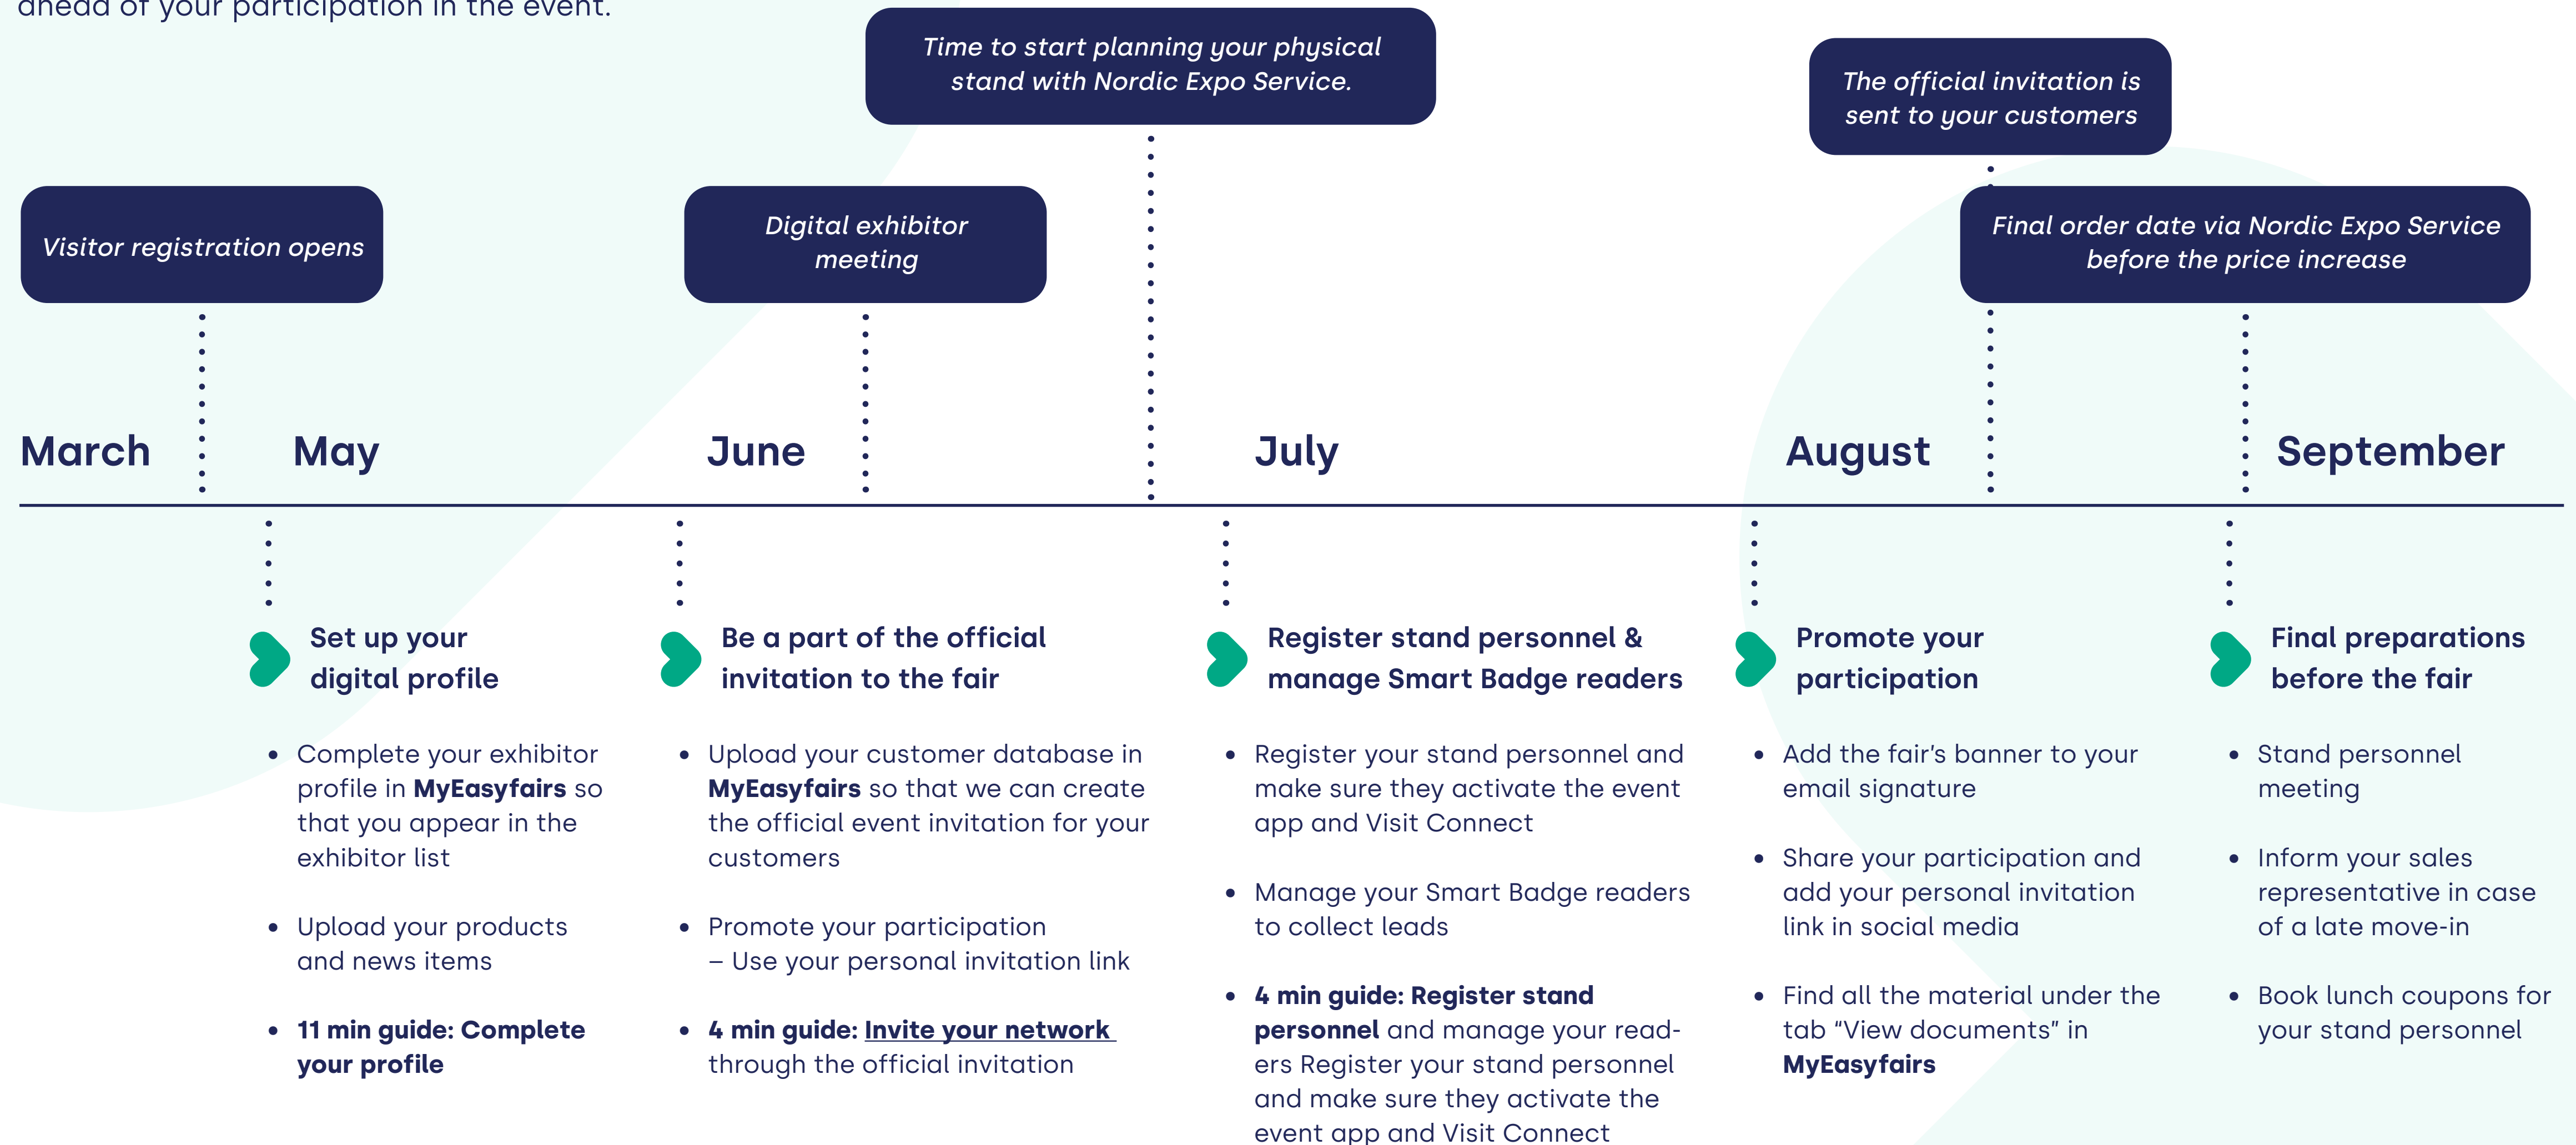 ahead of your participation in the event.
Time to start planning your physical
stand with Nordic Expo Service.
The official invitation is
sent to your customers
Visitor registration opens
Digital exhibitor
meeting
Final order date via Nordic Expo Service
before the price increase
March
May
June
July
August
September
Set up your
digital profile
Complete your exhibitor
profile in MyEasyfairs so
that you appear in the
exhibitor list
Upload your products
and news items
11 min guide: Complete
your profile
Be a part of the official
invitation to the fair
Upload your customer database in
MyEasyfairs so that we can create
the official event invitation for your
customers
Promote your participation
– Use your personal invitation link
4 min guide: Invite your network
through the official invitation
Register stand personnel &
manage Smart Badge readers
Register your stand personnel and
make sure they activate the event
app and Visit Connect
Manage your Smart Badge readers
to collect leads
4 min guide: Register stand
personnel and manage your read-
ers Register your stand personnel
and make sure they activate the
event app and Visit Connect
Promote your
participation
Add the fair’s banner to your
email signature
Share your participation and
add your personal invitation
link in social media
Find all the material under the
tab “View documents” in
MyEasyfairs
Final preparations
before the fair
Stand personnel
meeting
Inform your sales
representative in case
of a late move-in
Book lunch coupons for
your stand personnel